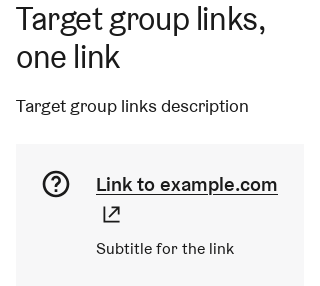 Target group links,
one link
Target group links description
Link to example.com
Subtitle for the link